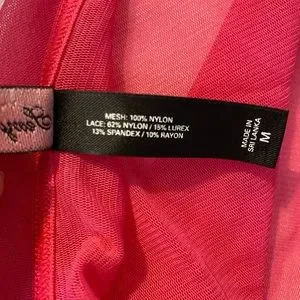 MESH: 100% NYLON
LACE: 62% NYLON / 15% LUREX
13% SPANDEX / 10% RAYON
MADE IN
SRI LANKA
M